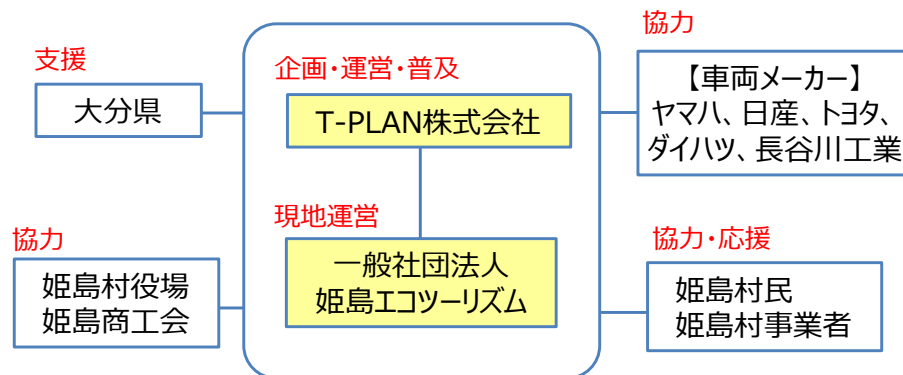 支援
大分県
協力
姫島村役場
姫島商工会
企画・運営・普及
T-PLAN株式会社
現地運営
一般社団法人
姫島エコツーリズム
協力
【車両メーカー】
ヤマハ、日産、トヨタ、
ダイハツ、長谷川工業
協力・応援
姫島村民
姫島村事業者